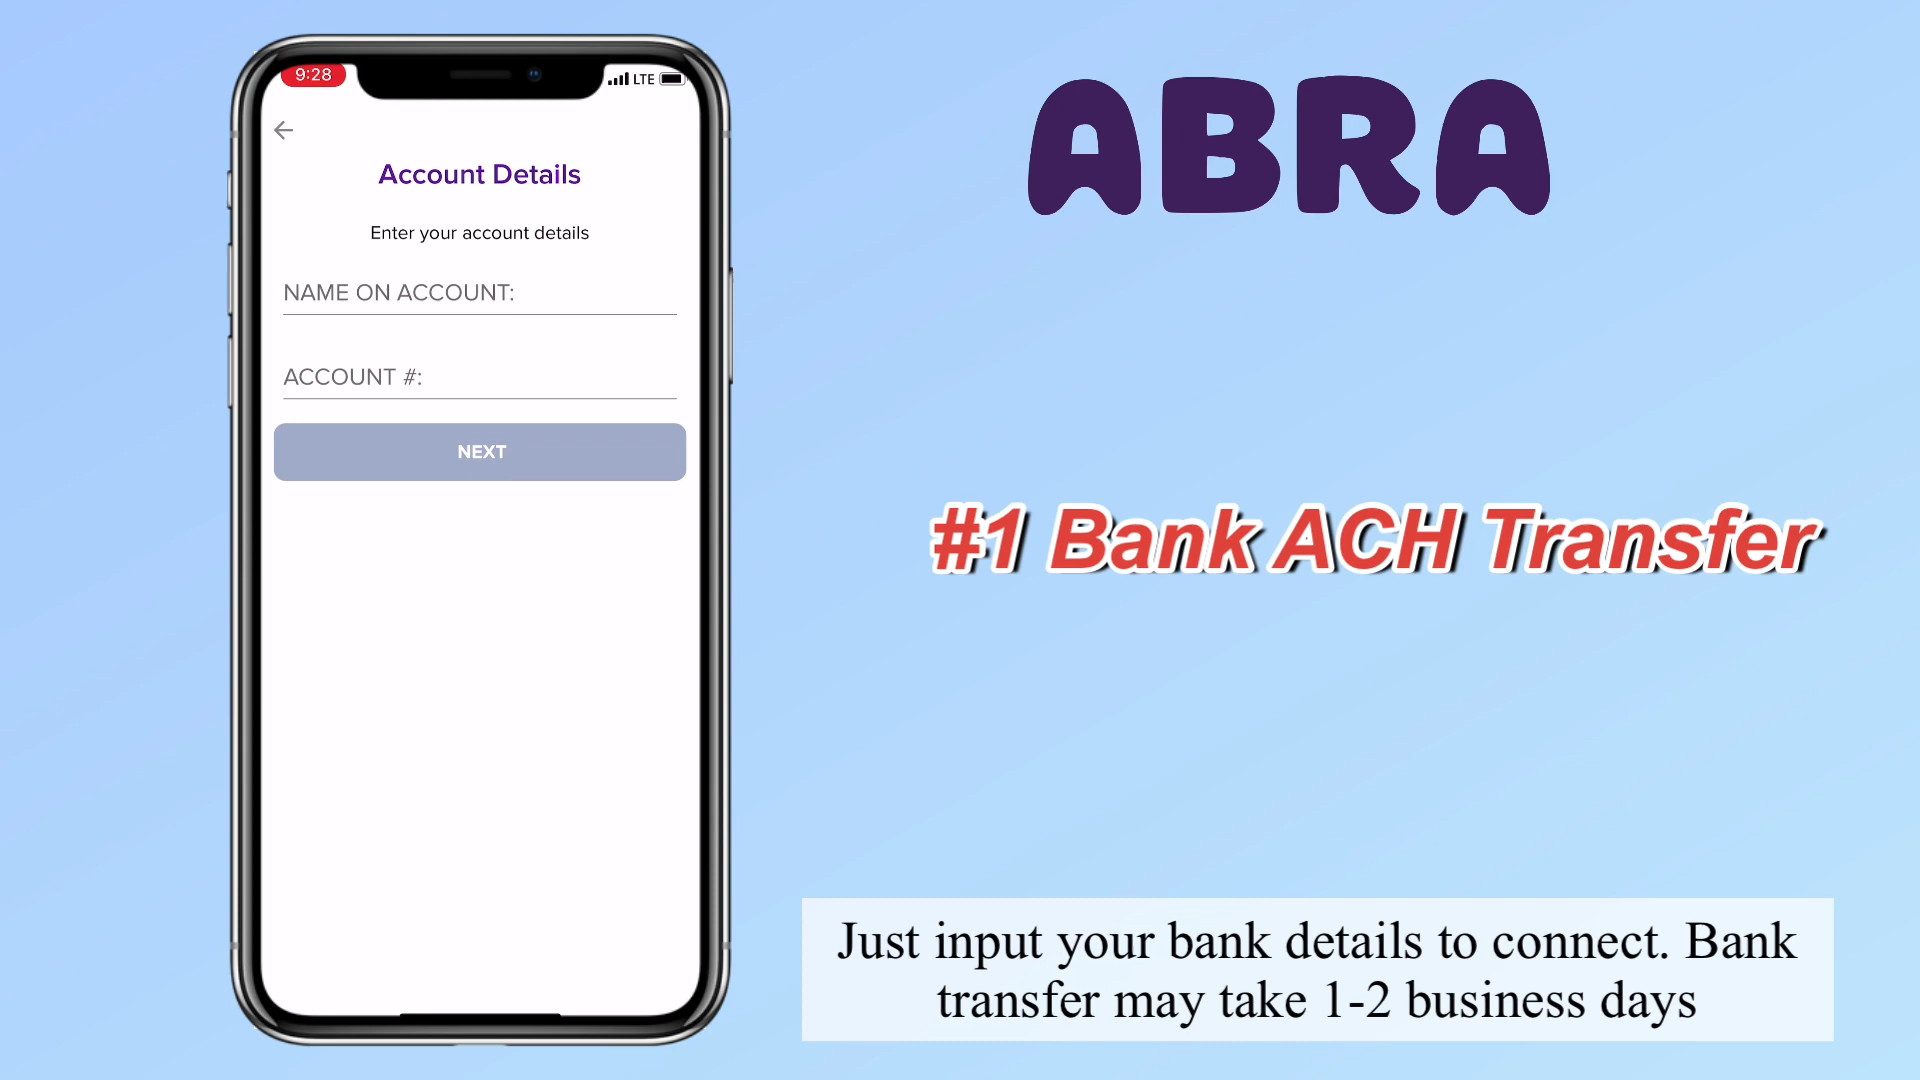 9:28
LTE
Account Details
Enter your account details
NAME ON ACCOUNT:
ACCOUNT #:
NEXT
ABRA
#1 Bank ACH Transfer
Just input your bank details to connect. Bank
transfer may take 1-2 business days